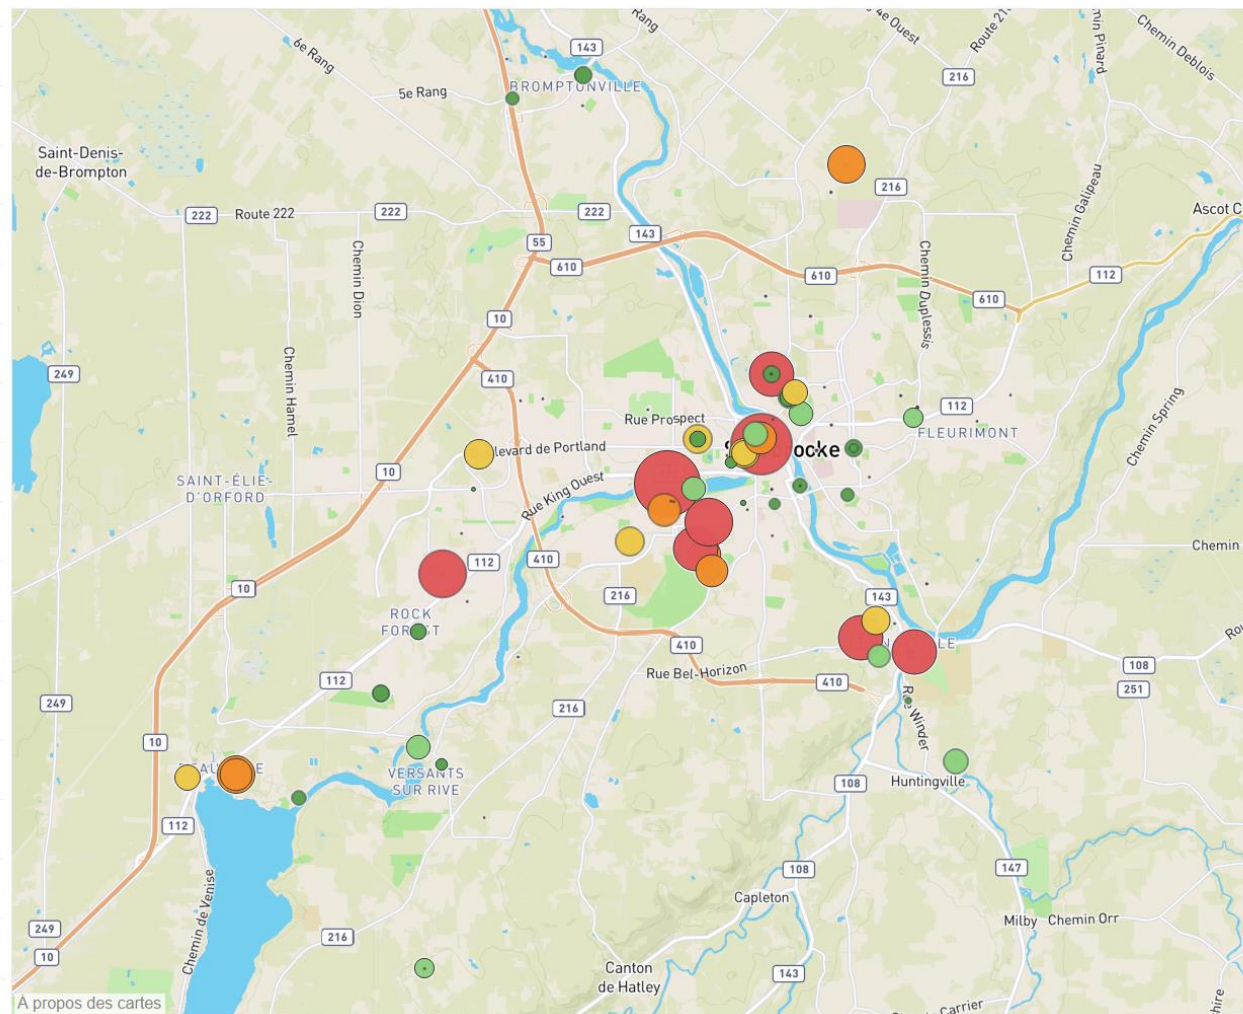 Rang
4e Ouest
Route 216
Chemin Pinard
Chemin Deblois
6e Rang
143
216
5e Rang
BROMPTONVILLE
Saint-Denis-
de-Brompton
216
Chemin Galipeau
Ascot
222
Route 222
222
222
143
55
610
610
112
610
Chemin Dion
Chemin Duplessis
10
249
410
Chemin Hamel
Chemin Spring
112
Rue Prospect
FLEURIMONT
levard de Portland
ocke
10
SAINT-ÉLIE-
D'ORFORD
Rue King Ouest
Chemin
112
410
10
216
143
ROCK
410
108
Rue Bel-Horizon
112
410
251
249
216
Rue Winder
10
VERSANTS
SUR RIVE
Huntingville
108
112
147
108
Chemin de Venise
Capleton
Milby
Chemin Orr
249
216
10
Canton
de Hatley
143
À propos des cartes
Carrier